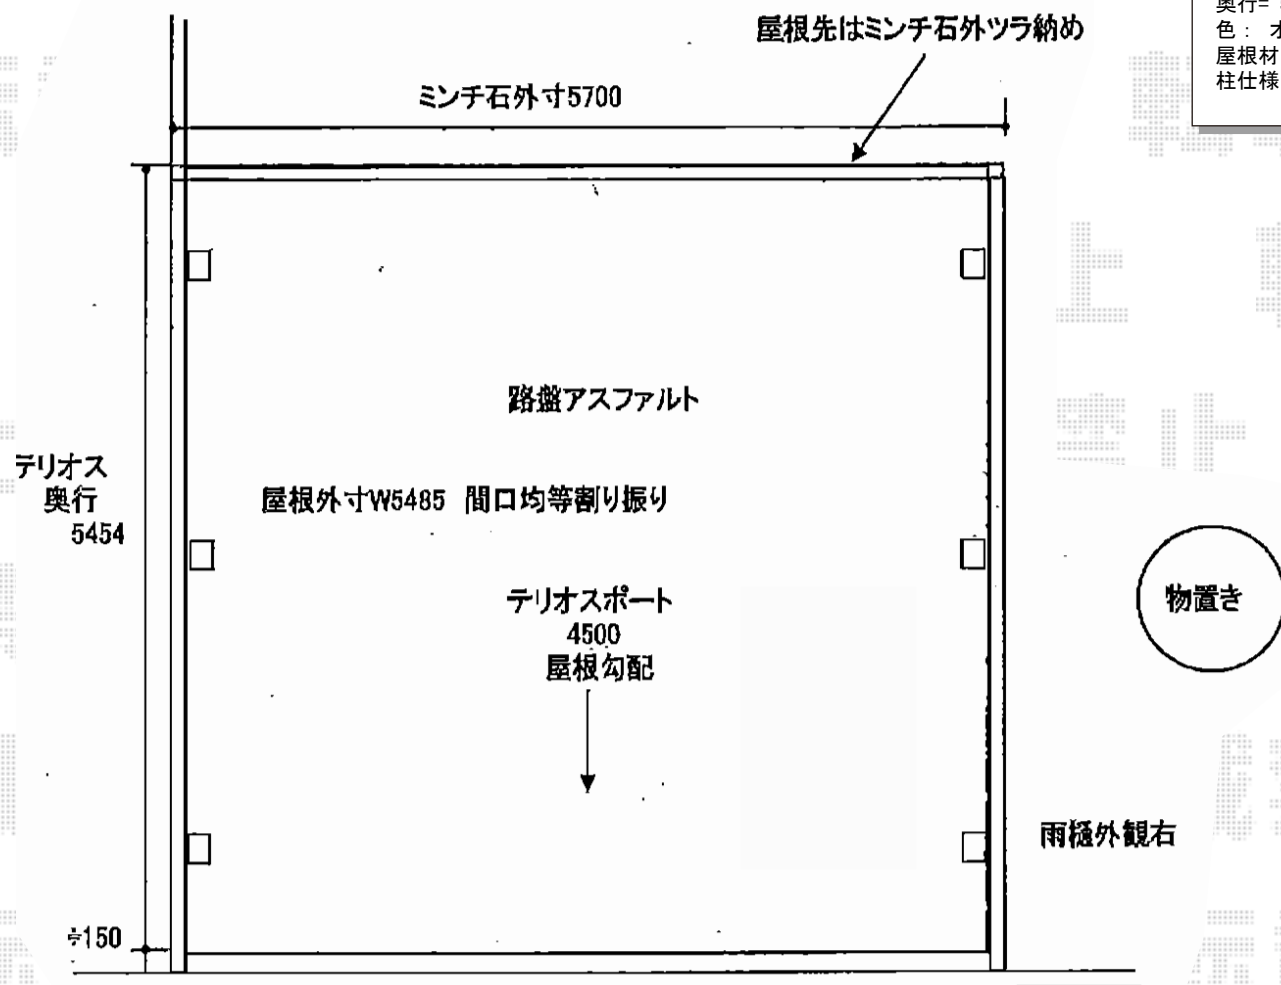 奥行=
色：
屋根材
柱仕様
屋根先はミンチ石外ツラ納め
ミンチ石外寸5700
路盤アスファルト
テリオス
奥行
5454
屋根外寸W5485 間口均等割り振り
テリオスポート
4500
屋根勾配
物置き
雨樋外観右
≑150